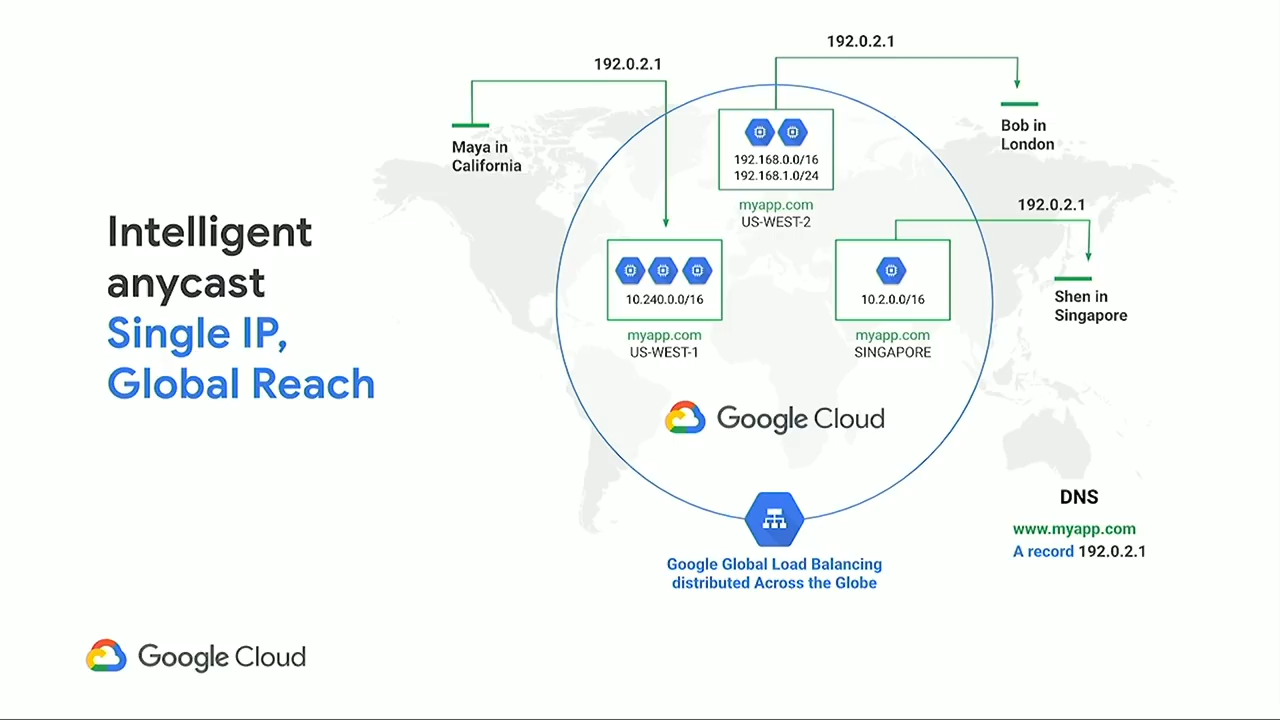 Intelligent
anycast
Single IP,
Global Reach
192.0.2.1
192.0.2.1
192.0.2.1
Maya in
California
Bob in
London
Shen in
Singapore
192.168.0.0/16
192.168.1.0/24
myapp.com
US-WEST-2
10.240.0.0/16
myapp.com
US-WEST-1
10.2.0.0/16
myapp.com
SINGAPORE
Google Cloud
Google Global Load Balancing
distributed Across the Globe
DNS
www.myapp.com
A record 192.0.2.1
Google Cloud